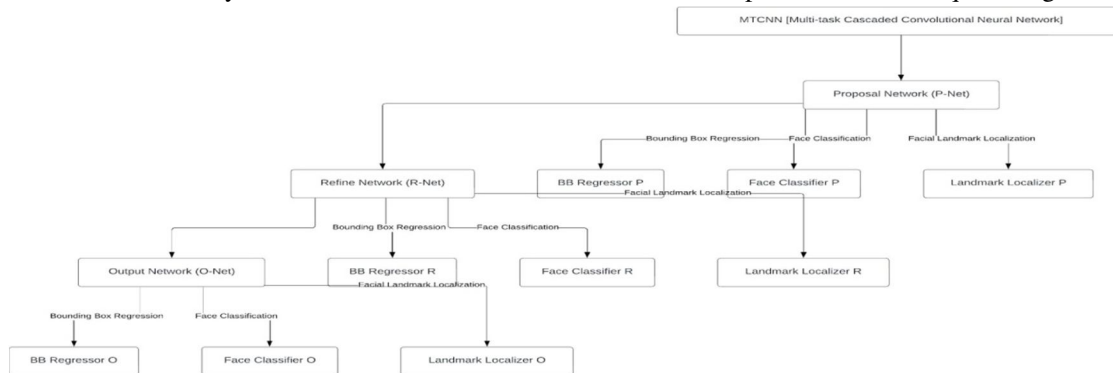 MTCNN [Multi-task Cascaded Convolutional Neural Network]
Proposal Network (P-Net)
Bounding Box Regression
Face Classification
Facial Landmark Localization
Refine Network (R-Net)
BB Regressor P
Face Classifier P
Landmark Localizer P
Facial Landmark Localization
Bounding Box Regression
Face Classification
Output Network (O-Net)
BB Regressor R
Face Classifier R
Landmark Localizer R
Facial Landmark Localization
Bounding Box Regression
Face Classification
BB Regressor O
Face Classifier O
Landmark Localizer O